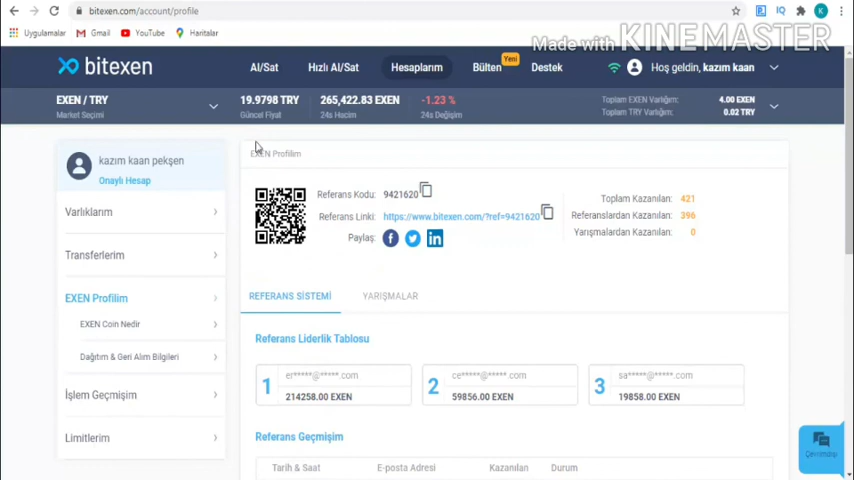 bitexen.com/account/profile
Uygulamalar Gmail YouTube Haritalar
Made with KINEMASTER
bitexen Al/Sat Hızlı Al/Sat Hesaplarım Bülten Yeni Destek Hoş geldin, kazım kaan
EXEN / TRY 19.9798 TRY 265,422.83 EXEN -1.23 % Toplam EXEN Varlığım: 4.00 EXEN
Market Seçimi Güncel Fiyat 24s Hacim 24s Değişim Toplam TRY Varlığım: 0.02 TRY
kazım kaan pekşen
Onaylı Hesap
Varlıklarım
Transferlerim
EXEN Profilim
EXEN Coin Nedir
Dağıtım & Geri Alım Bilgileri
İşlem Geçmişim
Limitlerim
EXEN Profilim
Referans Kodu: 9421620
Referans Linki: https://www.bitexen.com/?ref=9421620
Paylaş:
Toplam Kazanılan: 421
Referanslardan Kazanılan: 396
Yarışmalardan Kazanılan: 0
REFERANS SİSTEMİ YARIŞMALAR
Referans Liderlik Tablosu
1 er*****@*****.com
214258.00 EXEN
2 ce*****@*****.com
59856.00 EXEN
3 sa*****@*****.com
19858.00 EXEN
Referans Geçmişim
Tarih & Saat E-posta Adresi Kazanılan Durum
Çevrimdışı